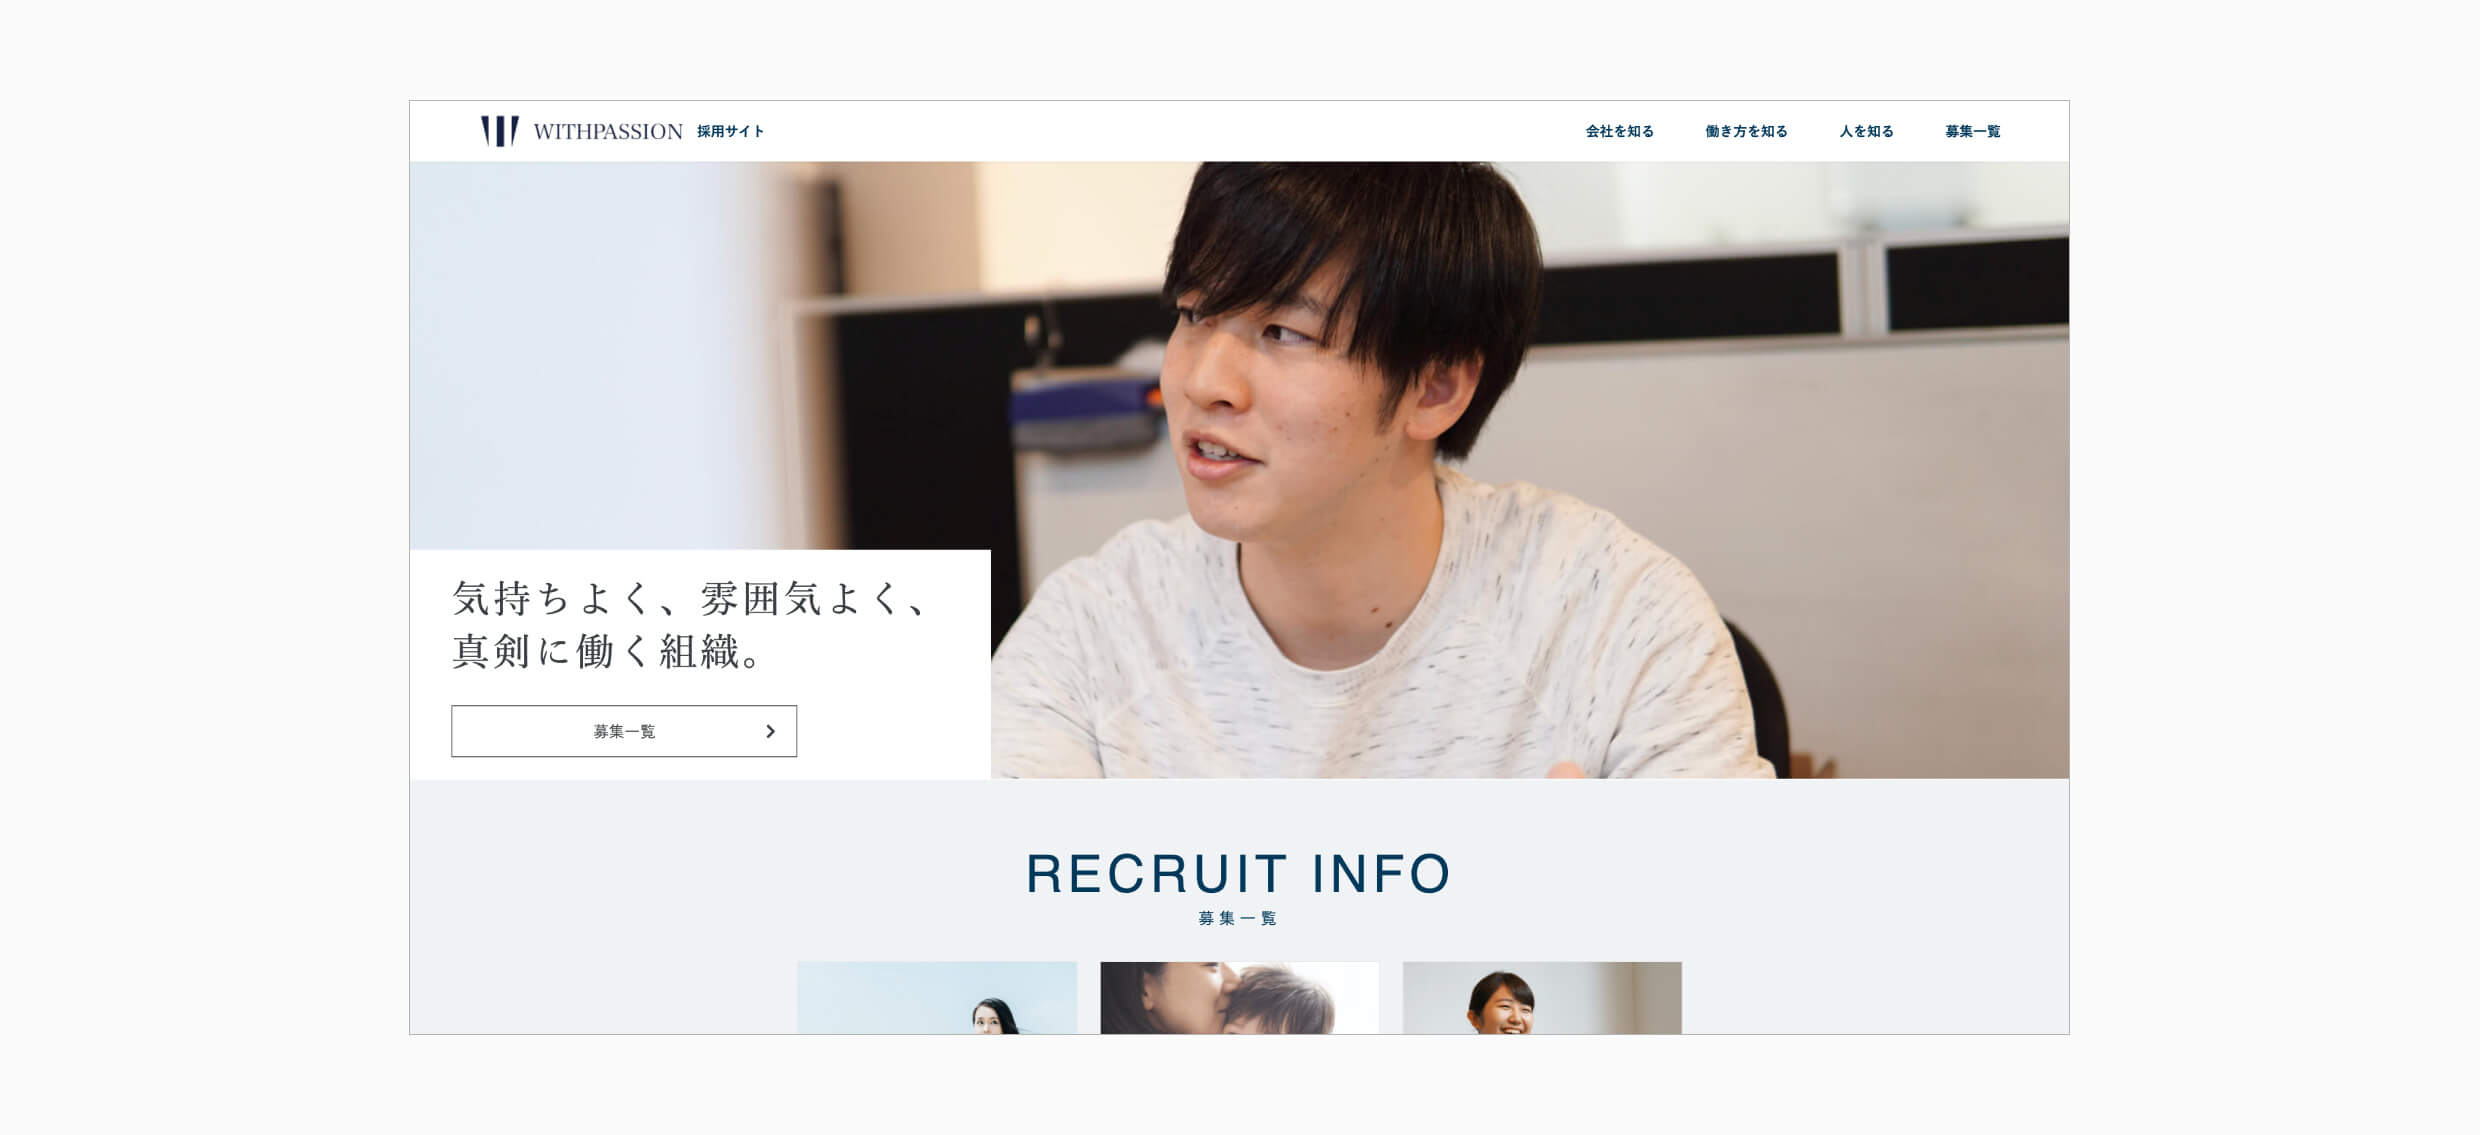 WITHPASSION 採用サイト
会社を知る 働き方を知る 人を知る 募集一覧
気持ちよく、雰囲気よく、
真剣に働く組織。
募集一覧
RECRUIT INFO
募集一覧